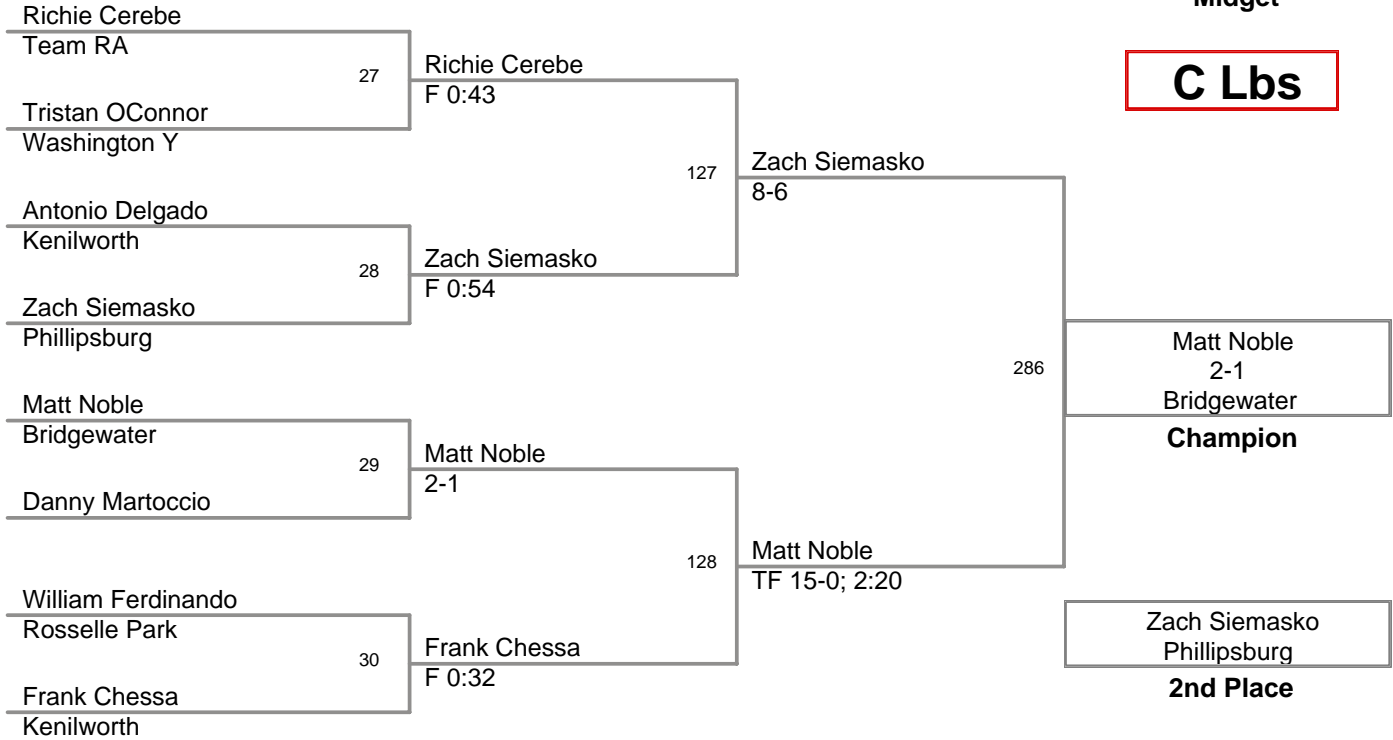 Midget
C Lbs
Richie Cerebe
Team RA
27
Tristan OConnor
Washington Y
Antonio Delgado
Kenilworth
28
Zach Siemasko
Phillipsburg
Matt Noble
Bridgewater
29
Danny Martoccio
William Ferdinando
Rosselle Park
30
Frank Chessa
Kenilworth
Richie Cerebe
F 0:43
127
Zach Siemasko
F 0:54
Matt Noble
2-1
128
Frank Chessa
F 0:32
Zach Siemasko
8-6
286
Matt Noble
TF 15-0; 2:20
Matt Noble
2-1
Bridgewater
Champion
Zach Siemasko
Phillipsburg
2nd Place